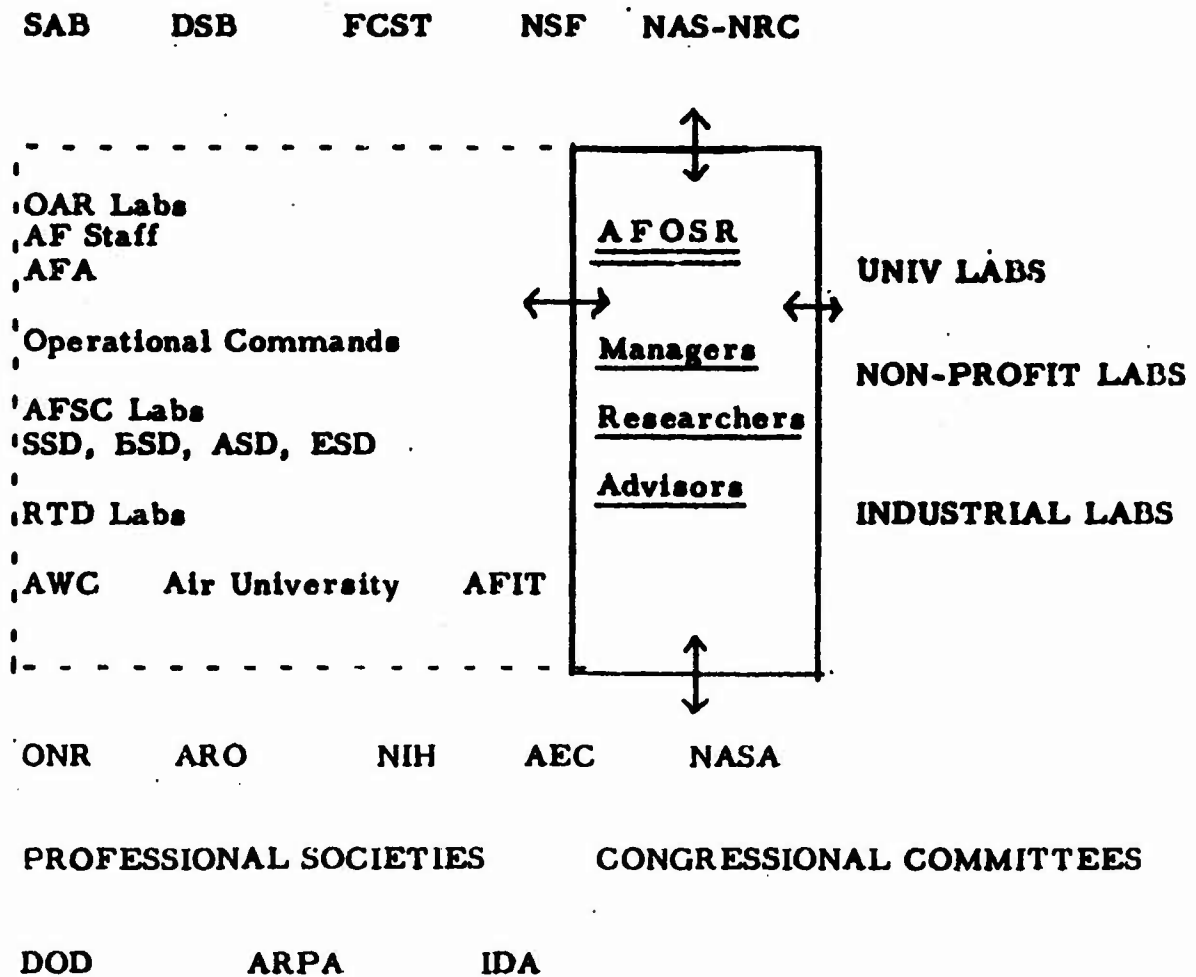 SAB DSB FCST NSF NAS-NRC
OAR Labs
AF Staff
AFA
Operational Commands
AFSC Labs
SSD, BSD, ASD, ESD
RTD Labs
AWC Air University AFIT
AFOSR
Managers
Researchers
Advisors
UNIV LABS
NON-PROFIT LABS
INDUSTRIAL LABS
ONR ARO NIH AEC NASA
PROFESSIONAL SOCIETIES CONGRESSIONAL COMMITTEES
DOD ARPA IDA